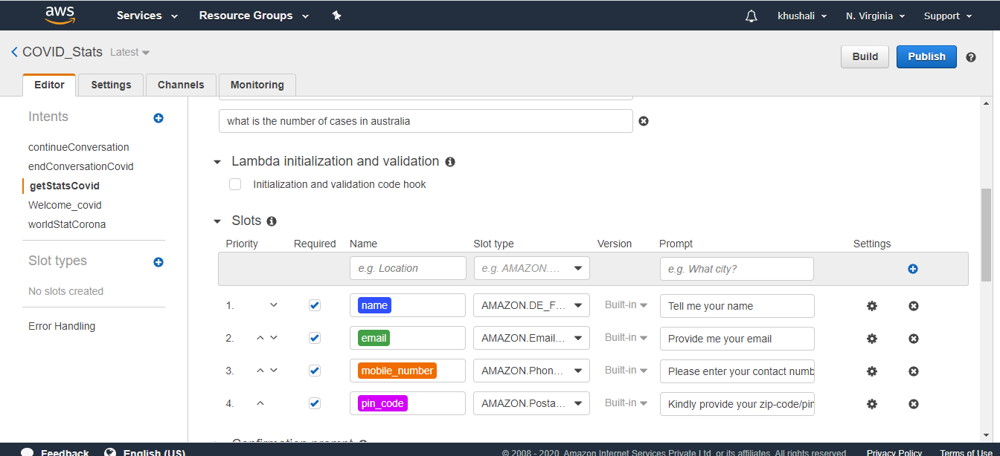 aws Services Resource Groups khushali N. Virginia Support
COVID_Stats Latest Build Publish
Editor Settings Channels Monitoring
Intents
continueConversation
endConversationCovid
getStatsCovid
Welcome_covid
worldStatCorona
Slot types
No slots created
Error Handling
what is the number of cases in australia
Lambda initialization and validation
Initialization and validation code hook
Slots
Priority Required Name Slot type Version Prompt Settings
e.g. Location e.g. AMAZON.... e.g. What city?
1. name AMAZON.DE_F... Built-in Tell me your name
2. email AMAZON.Email... Built-in Provide me your email
3. mobile_number AMAZON.Phon... Built-in Please enter your contact numb
4. pin_code AMAZON.Posta... Built-in Kindly provide your zip-code/pin
Confirmation prompt
Feedback English (US) © 2008 - 2020, Amazon Internet Services Private Ltd. or its affiliates. All rights reserved. Privacy Policy Terms of Use